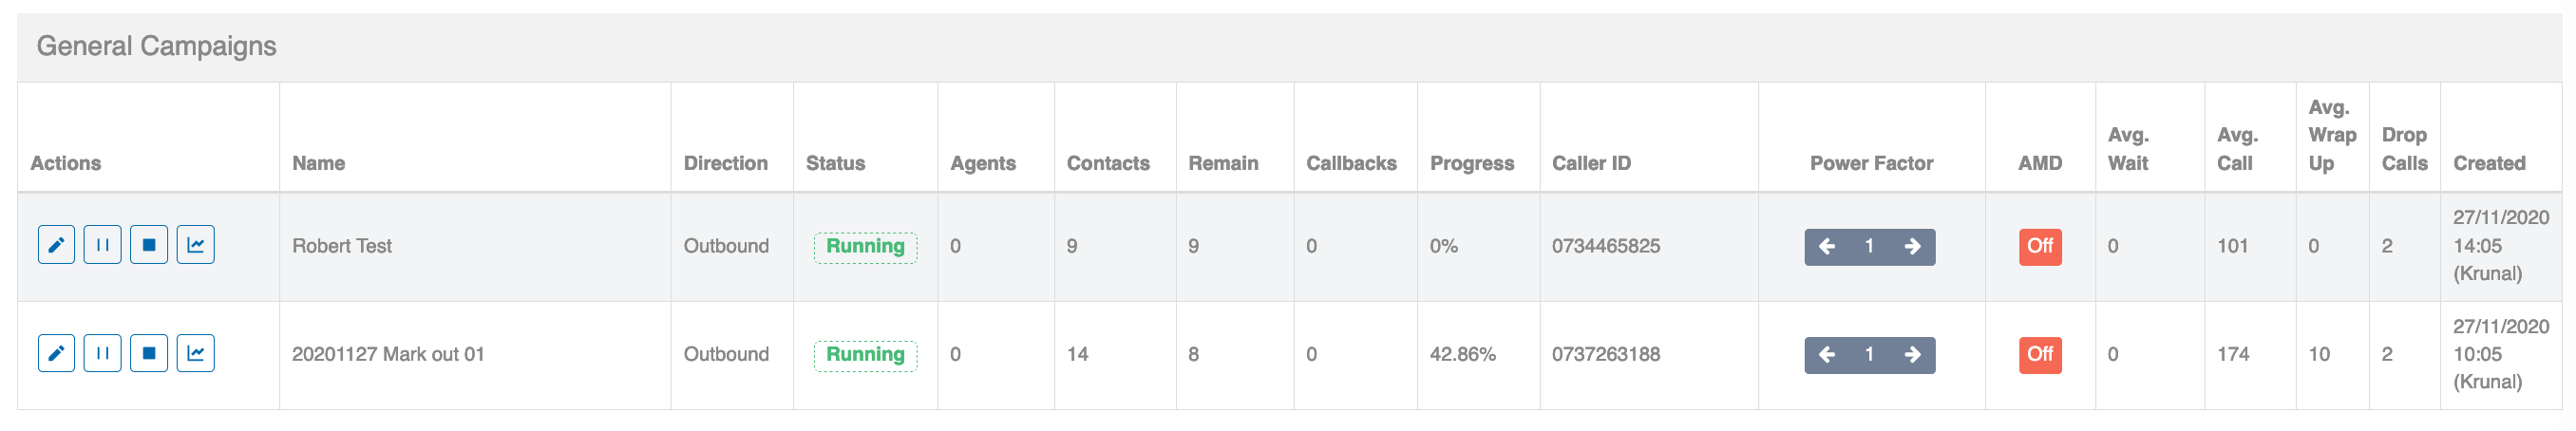 General Campaigns
Actions Name Direction Status Agents Contacts Remain Callbacks Progress Caller ID Power Factor AMD Avg. Wait Avg. Call Avg. Wrap Up Drop Calls Created
Robert Test Outbound Running 0 9 9 0 0% 0734465825 1 Off 0 101 0 2 27/11/2020 14:05 (Krunal)
20201127 Mark out 01 Outbound Running 0 14 8 0 42.86% 0737263188 1 Off 0 174 10 2 27/11/2020 10:05 (Krunal)